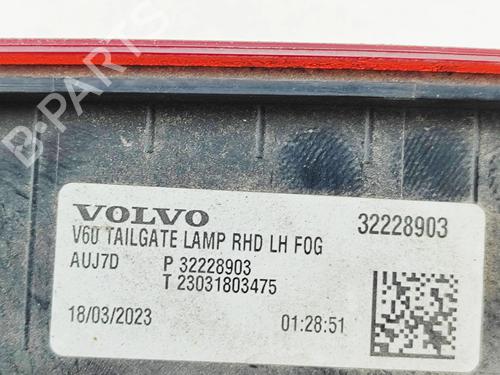 VOLVO 32228903
V60 TAILGATE LAMP RHD LH FOG
AUJ7D P 32228903
T 23031803475
18/03/2023 01:28:51
B-PARTS